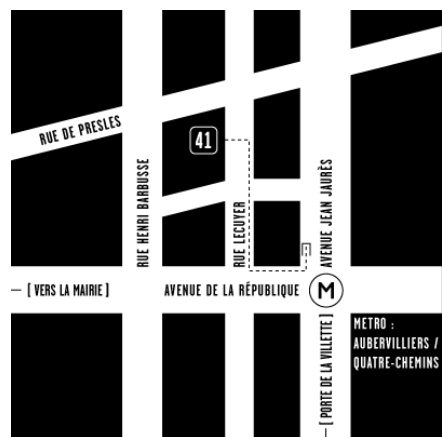 RUE DE PRESLES
41
RUE HENRI BARBUSSE
RUE LECUYER
AVENUE JEAN JAURÈS
— [ VERS LA MAIRIE ]
AVENUE DE LA RÉPUBLIQUE
M
— [ PORTE DE LA VILLETTE ]
METRO :
AUBERVILLIERS /
QUATRE-CHEMINS